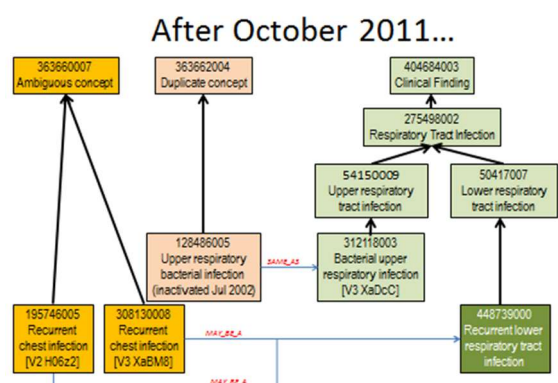 After October 2011...
363660007
Ambiguous concept
363662004
Duplicate concept
404684003
Clinical Finding
275498002
Respiratory Tract Infection
54150009
Upper respiratory
tract infection
50417007
Lower respiratory
tract infection
128486005
Upper respiratory
bacterial infection
(inactivated Jul 2002)
SAME_AS
312118003
Bacterial upper
respiratory infection
[V3 XaDcC]
195746005
Recurrent
chest infection
[V2 H06z2]
308130008
Recurrent
chest infection
[V3 XaBM8]
MAY_BE_A
448739000
Recurrent lower
respiratory tract
infection
MAY_BE_A